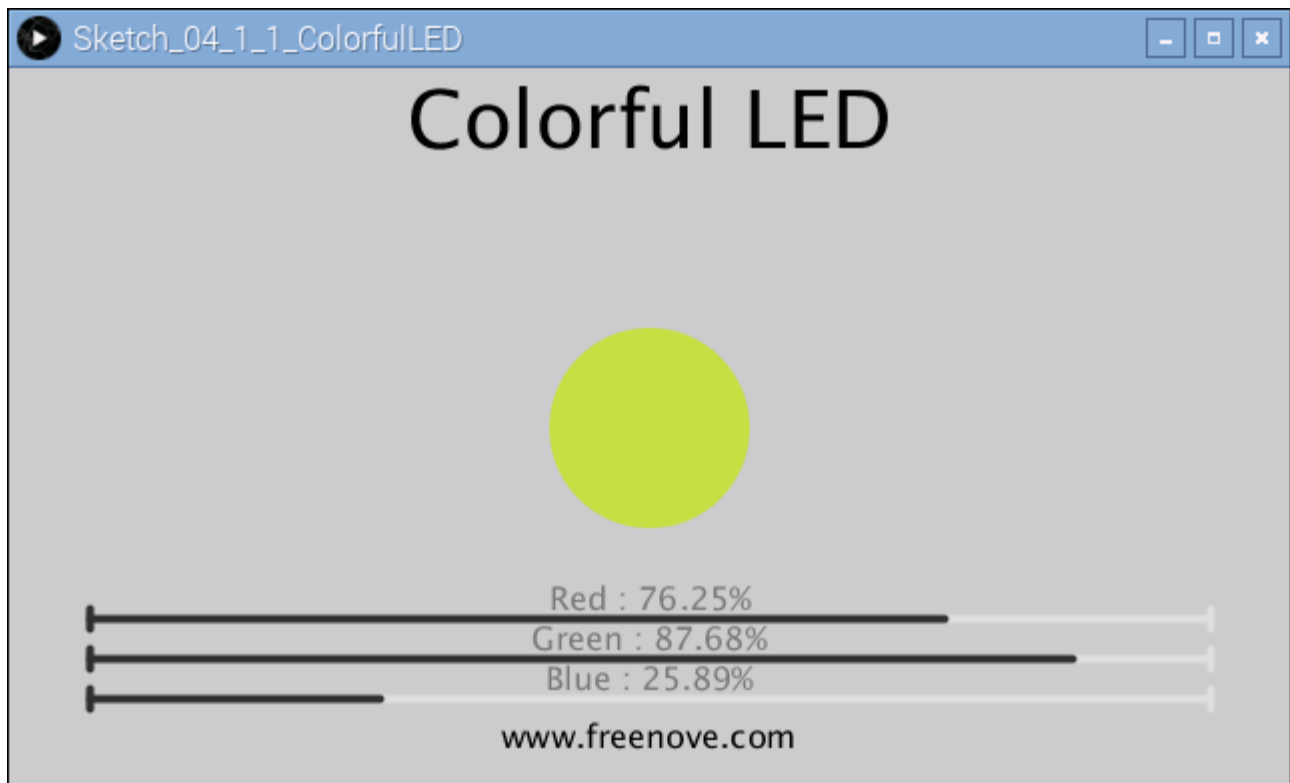 Sketch_04_1_1_ColorfulLED
Colorful LED
Red : 76.25%
Green : 87.68%
Blue : 25.89%
www.freenove.com